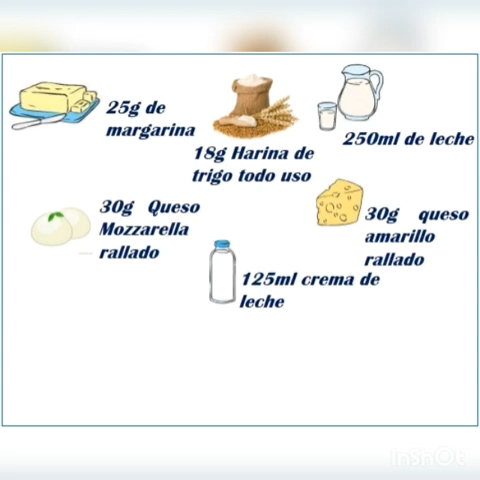 25g de
margarina
18g Harina de
trigo todo uso
250ml de leche
30g Queso
Mozzarella
rallado
30g queso
amarillo
rallado
125ml crema de
leche
InShOt